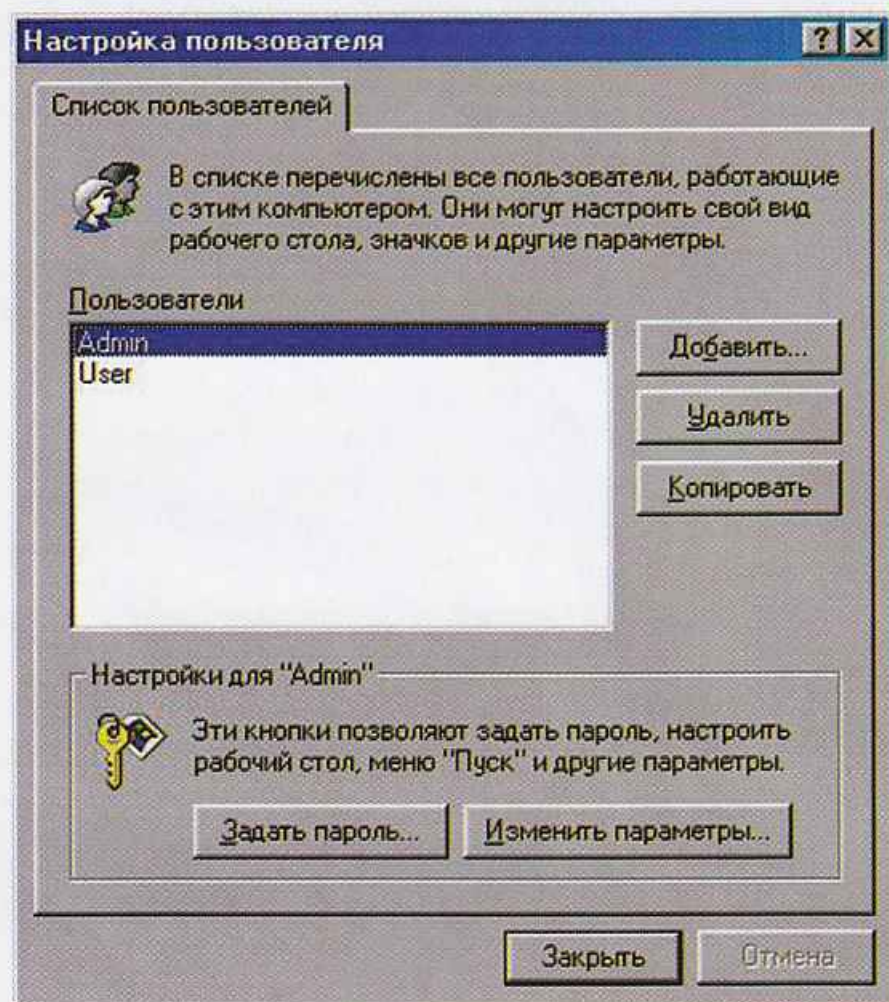 Настройка пользователя
Список пользователей
В списке перечислены все пользователи, работающие
с этим компьютером. Они могут настроить свой вид
рабочего стола, значков и другие параметры.
Пользователи
Admin
User
Добавить...
Удалить
Копировать
Настройки для "Admin"
Эти кнопки позволяют задать пароль, настроить
рабочий стол, меню "Пуск" и другие параметры.
Задать пароль...
Изменить параметры...
Закрыть
Отмена